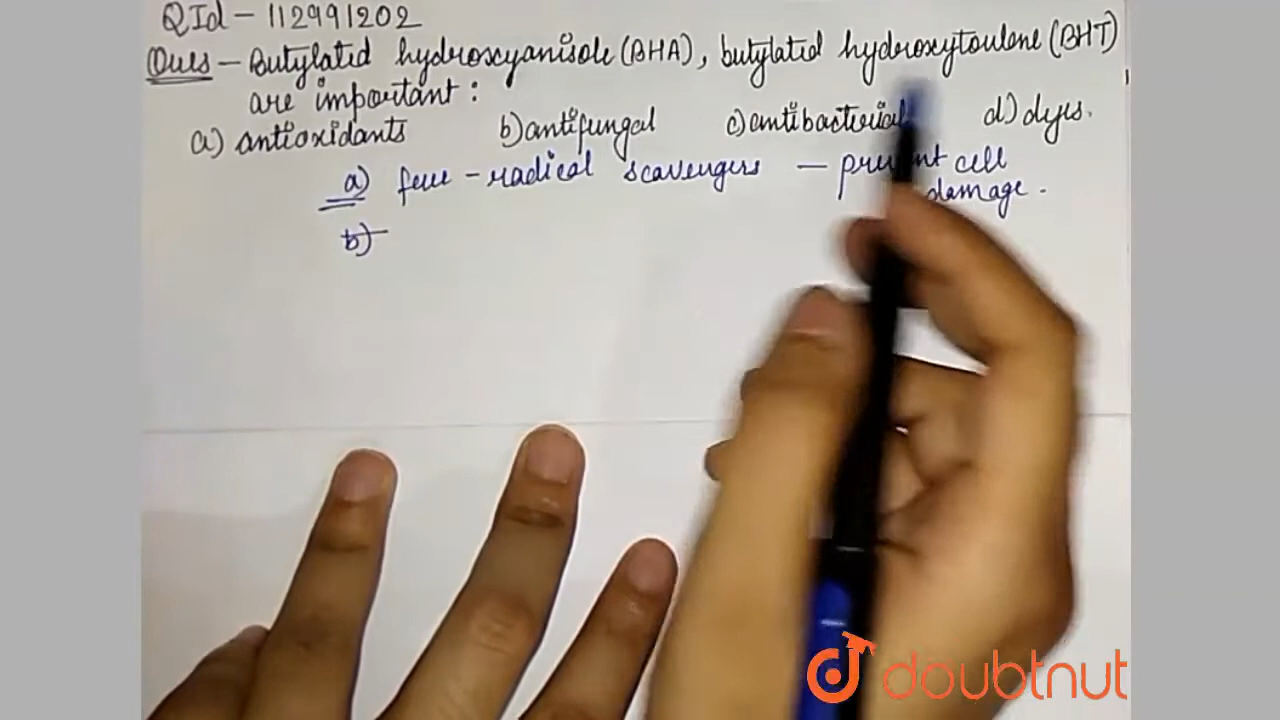 QId - 112991202
Ques - Butylated hydroxyanisole (BHA), butylated hydroxytoulene (BHT)
are important :
a) antioxidants b) antifungal c) antibacterial d) dyes.
a) free - radical scavengers - prevent cell
damage.
b)
doubtnut